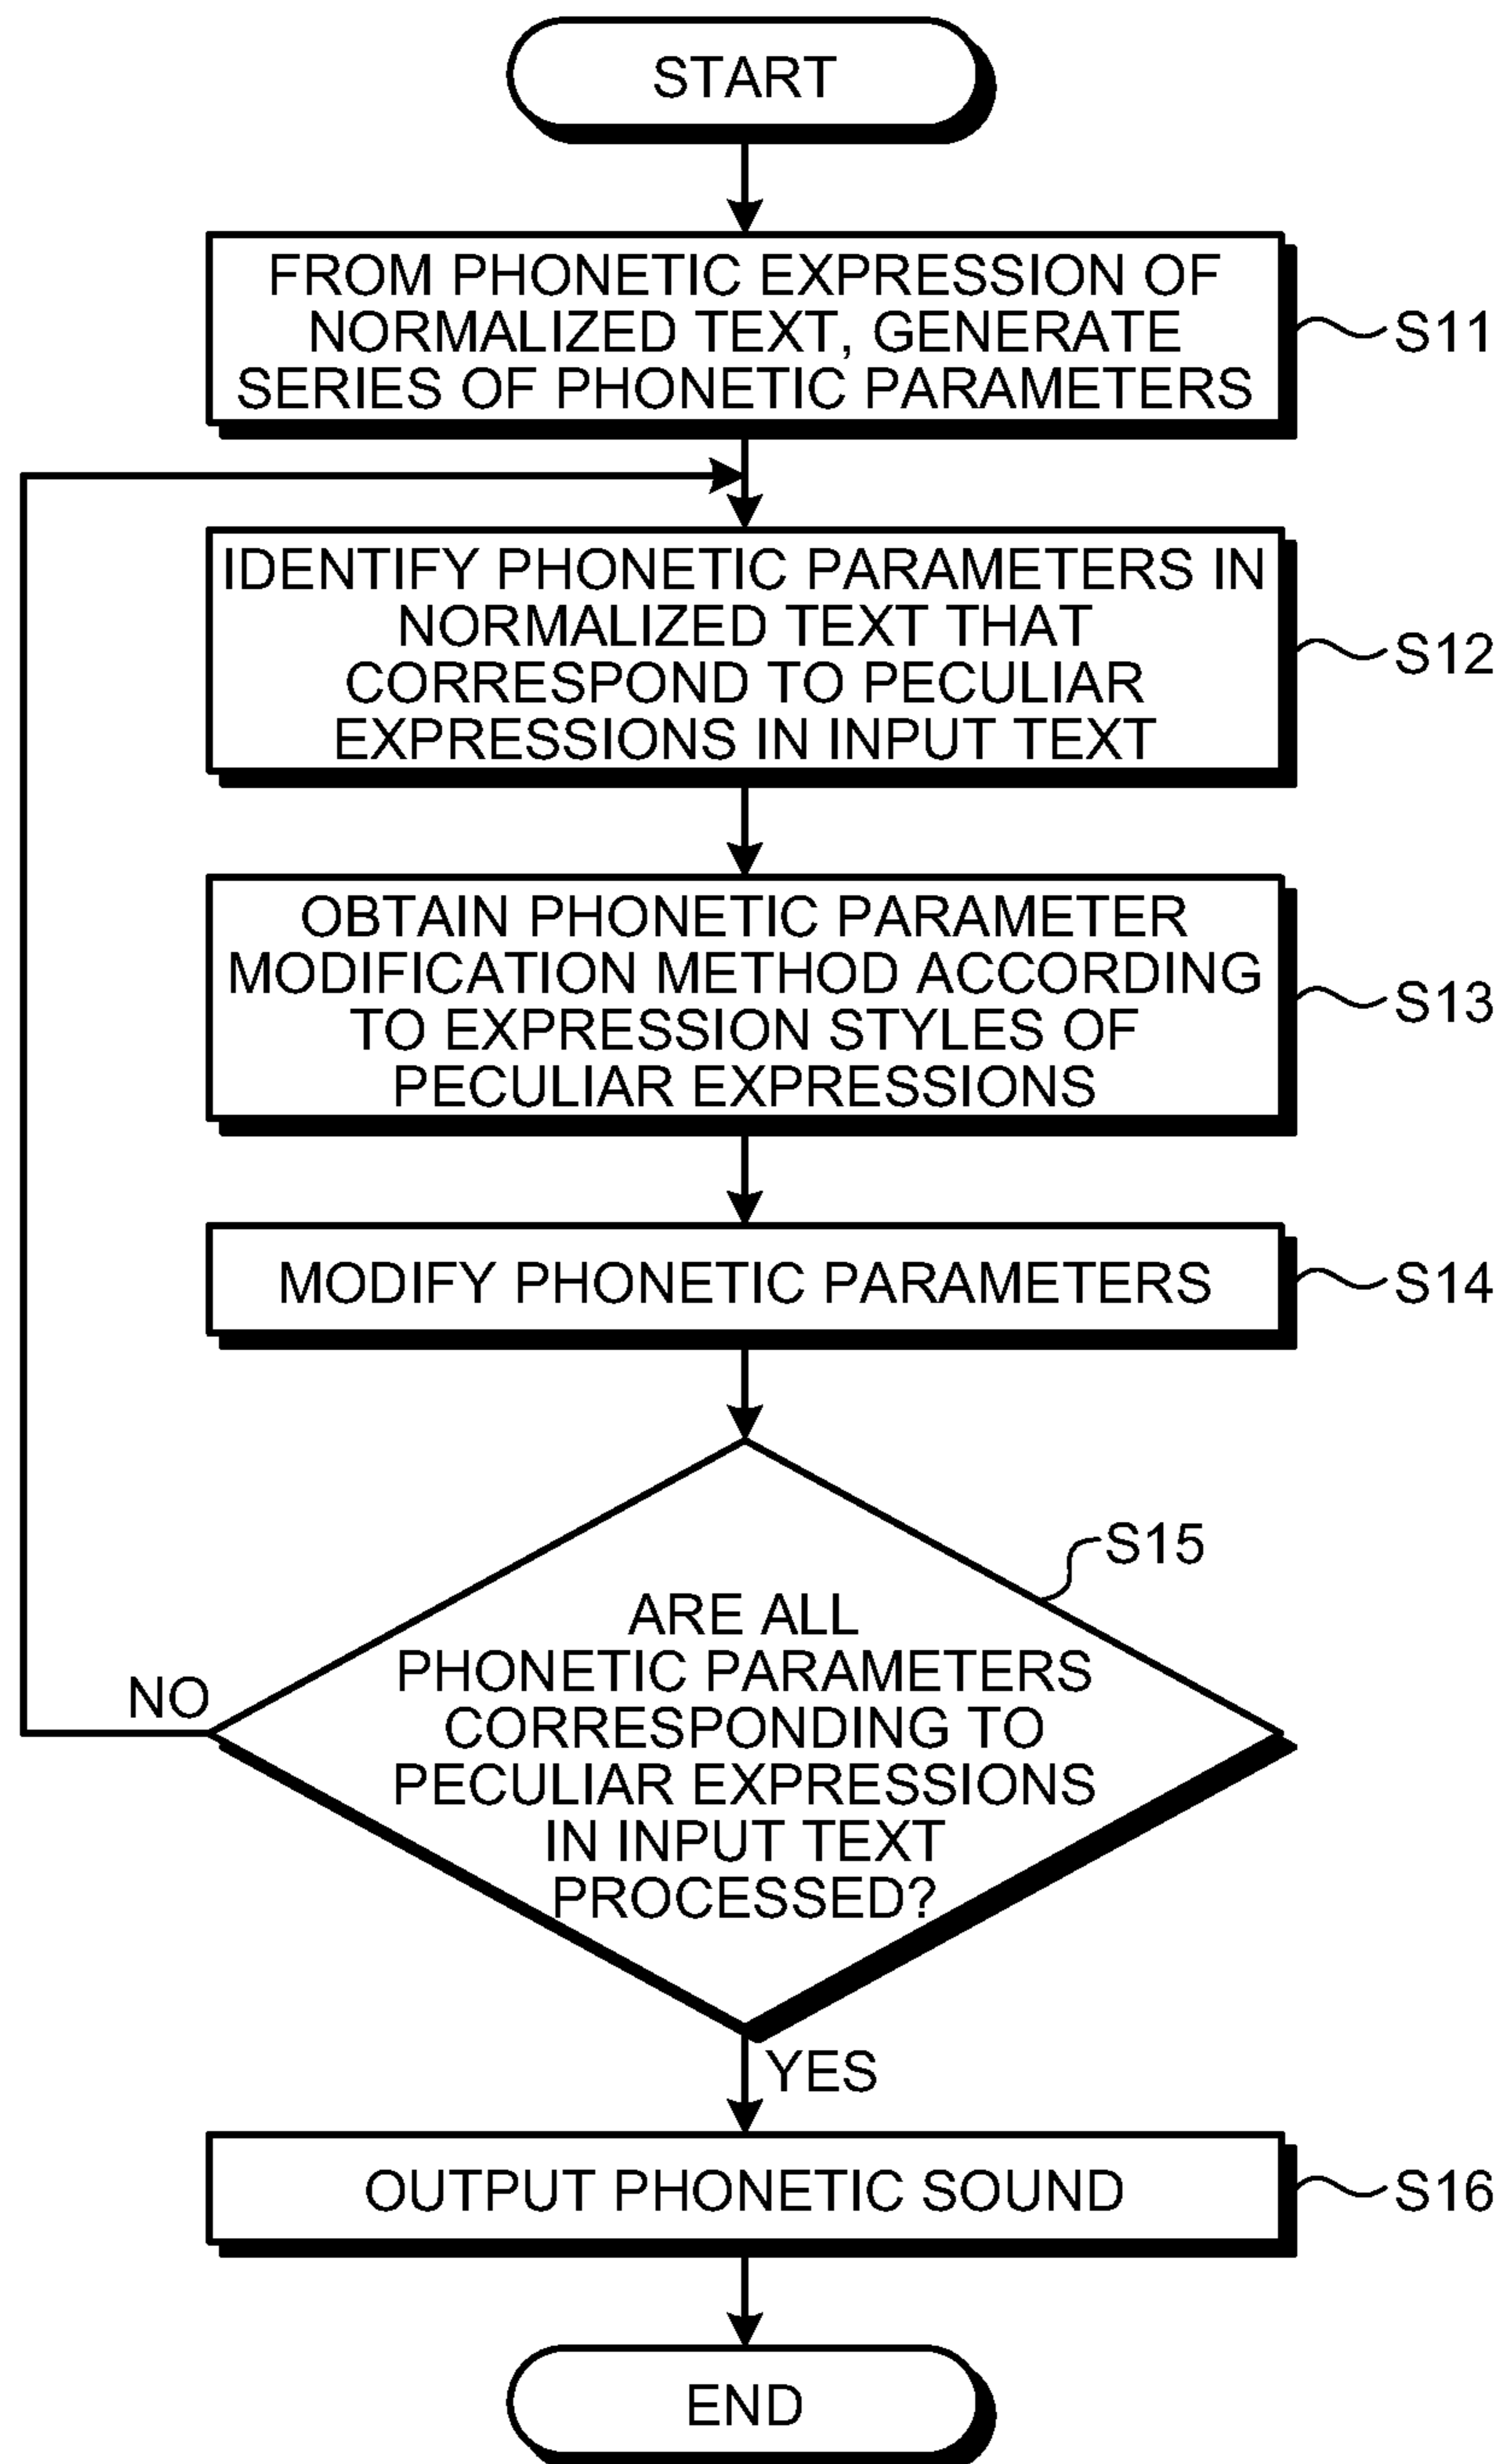 START
FROM PHONETIC EXPRESSION OF
NORMALIZED TEXT, GENERATE
SERIES OF PHONETIC PARAMETERS
S11
IDENTIFY PHONETIC PARAMETERS IN
NORMALIZED TEXT THAT
CORRESPOND TO PECULIAR
EXPRESSIONS IN INPUT TEXT
S12
OBTAIN PHONETIC PARAMETER
MODIFICATION METHOD ACCORDING
TO EXPRESSION STYLES OF
PECULIAR EXPRESSIONS
S13
MODIFY PHONETIC PARAMETERS
S14
S15
ARE ALL
PHONETIC PARAMETERS
CORRESPONDING TO
PECULIAR EXPRESSIONS
IN INPUT TEXT
PROCESSED?
NO
YES
OUTPUT PHONETIC SOUND
S16
END